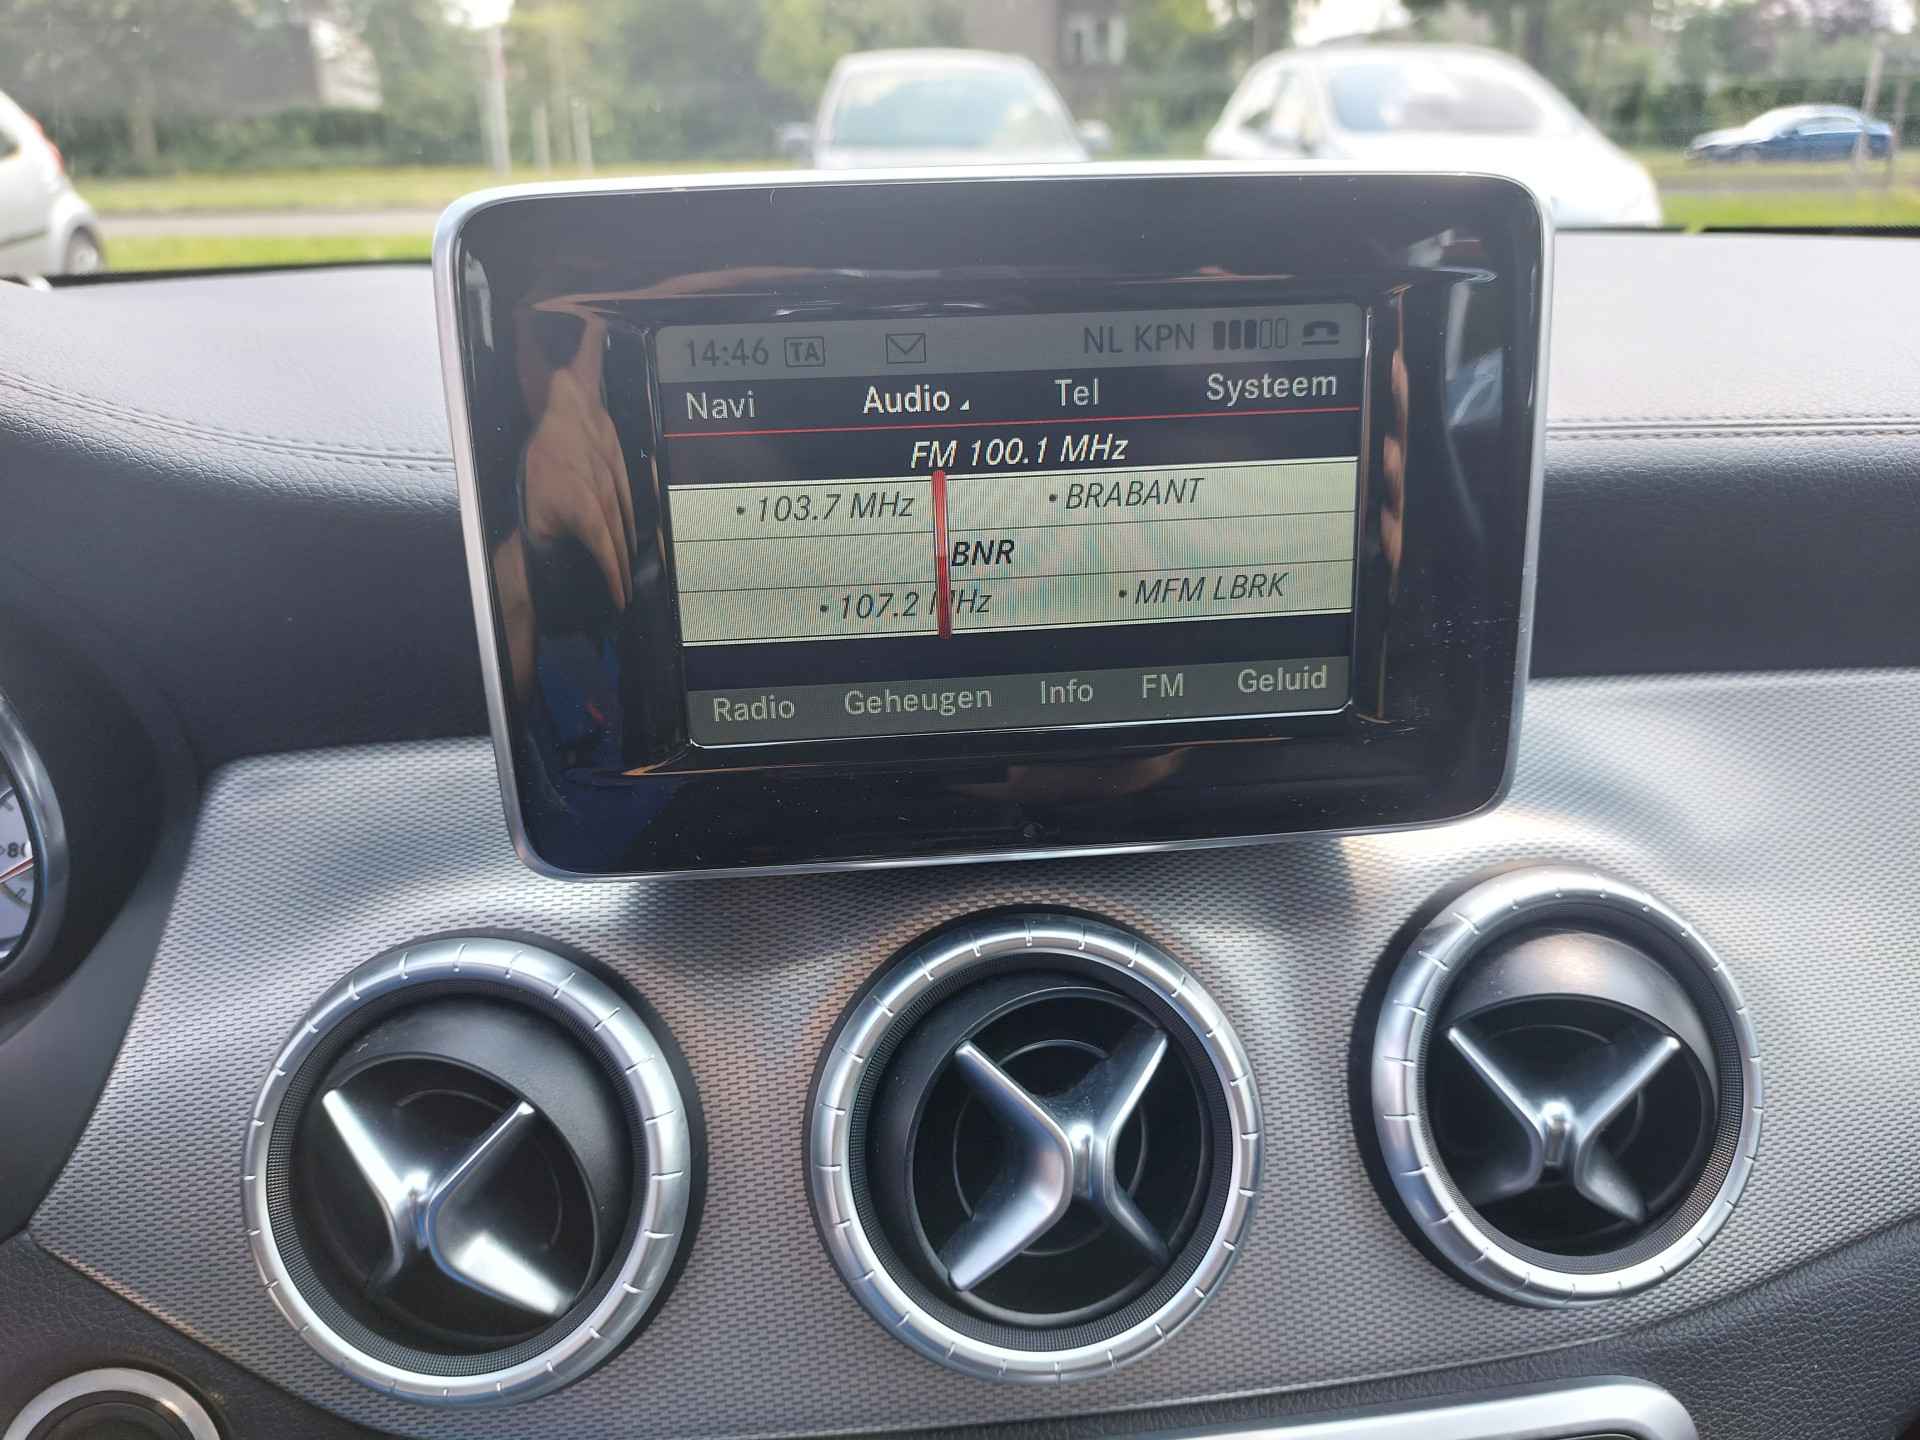 14:46 TA NL KPN
Navi Audio Tel Systeem
FM 100.1 MHz
• 103.7 MHz • BRABANT
BNR
• 107.2 MHz • MFM LBRK
Radio Geheugen Info FM Geluid
80